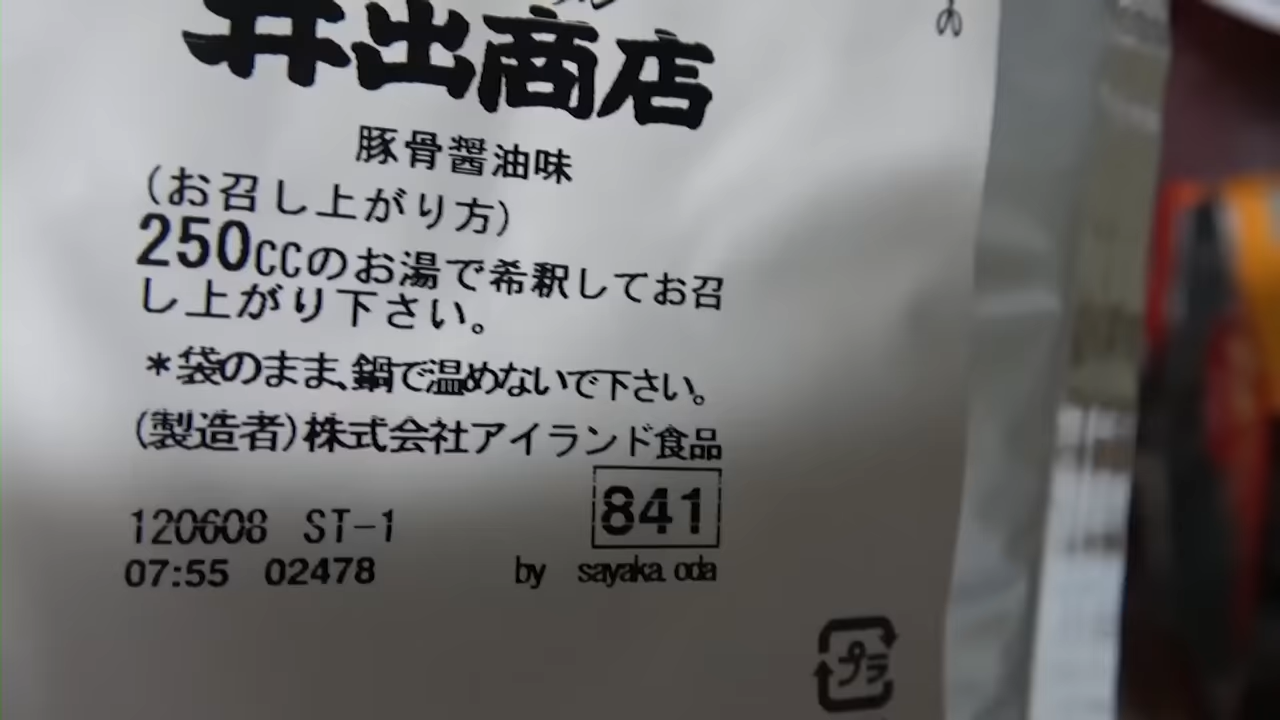 井出商店
豚骨醤油味
(お召し上がり方)
250CCのお湯で希釈してお召
し上がり下さい。
*袋のまま、鍋で温めないで下さい。
(製造者)株式会社アイランド食品
841
120608 ST-1
07:55 02478 by sayaka oda
プラ